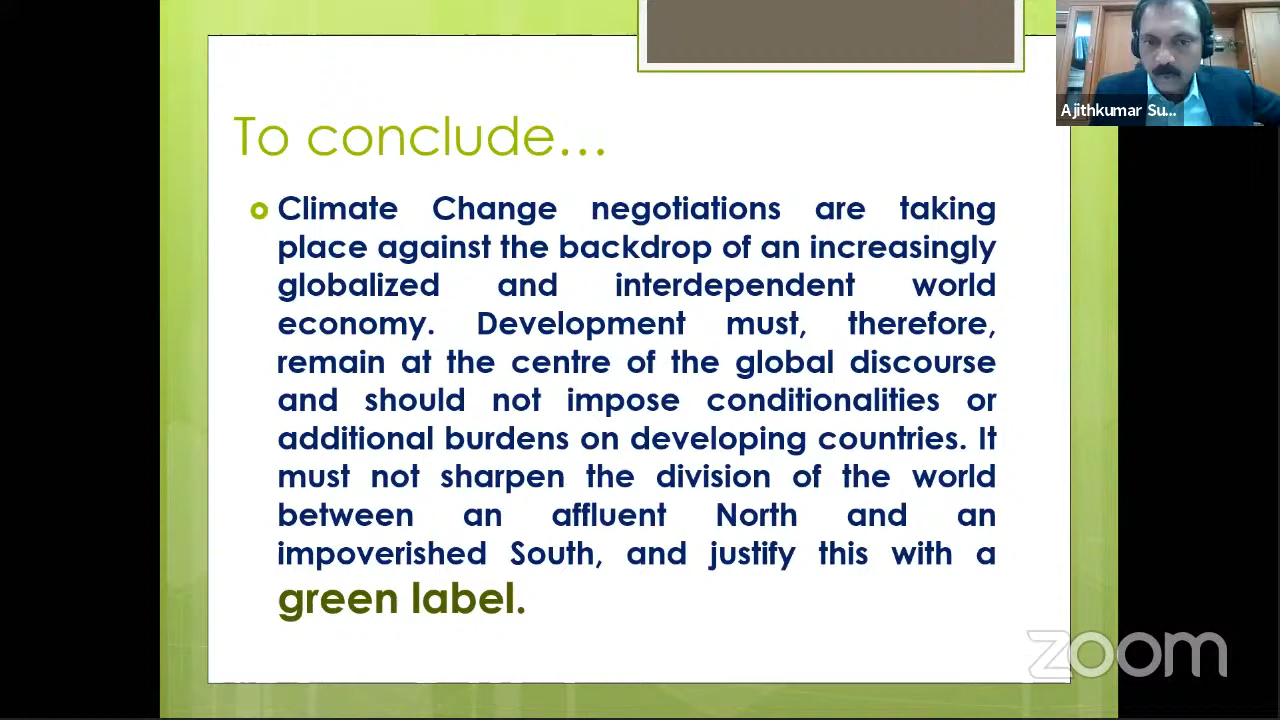 Ajithkumar Su...
To conclude...
Climate Change negotiations are taking
place against the backdrop of an increasingly
globalized and interdependent world
economy. Development must, therefore,
remain at the centre of the global discourse
and should not impose conditionalities or
additional burdens on developing countries. It
must not sharpen the division of the world
between an affluent North and an
impoverished South, and justify this with a
green label.
zoom